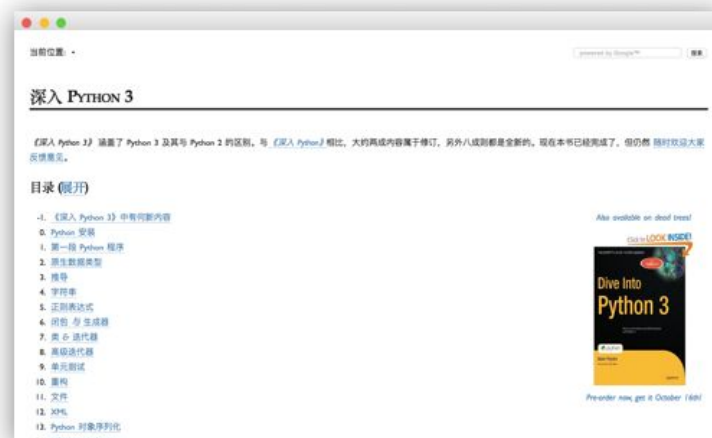 当前位置: ‣
powered by Google™
搜索
深入 PYTHON 3
《深入 Python 3》 涵盖了 Python 3 及其与 Python 2 的区别。与 《深入 Python》相比，大约两成内容属于修订，另外八成则都是全新的。现在本书已经完成了，但仍然 随时欢迎大家
反馈意见。
目录 (展开)
-1. 《深入 Python 3》中有何新内容
0. Python 安装
1. 第一段 Python 程序
2. 原生数据类型
3. 推导
4. 字符串
5. 正则表达式
6. 闭包 与 生成器
7. 类 & 迭代器
8. 高级迭代器
9. 单元测试
10. 重构
11. 文件
12. XML
13. Python 对象序列化
Also available on dead trees!
Click to LOOK INSIDE!
Dive Into
Python 3
Pre-order now, get it October 16th!